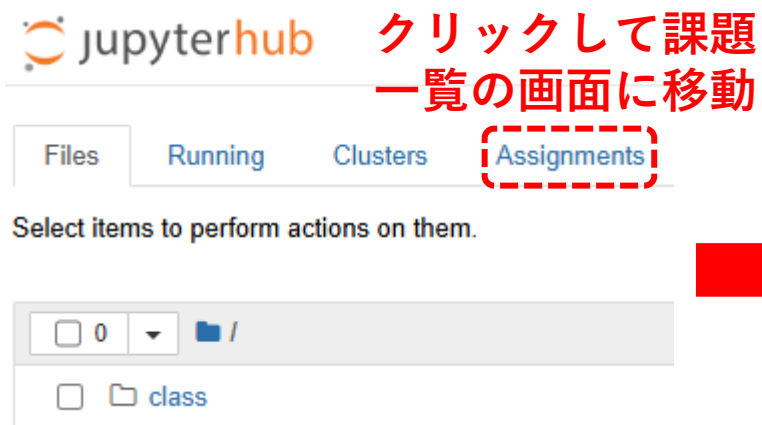 jupyterhub
クリックして課題
一覧の画面に移動
Files Running Clusters Assignments
Select items to perform actions on them.
0 /
class